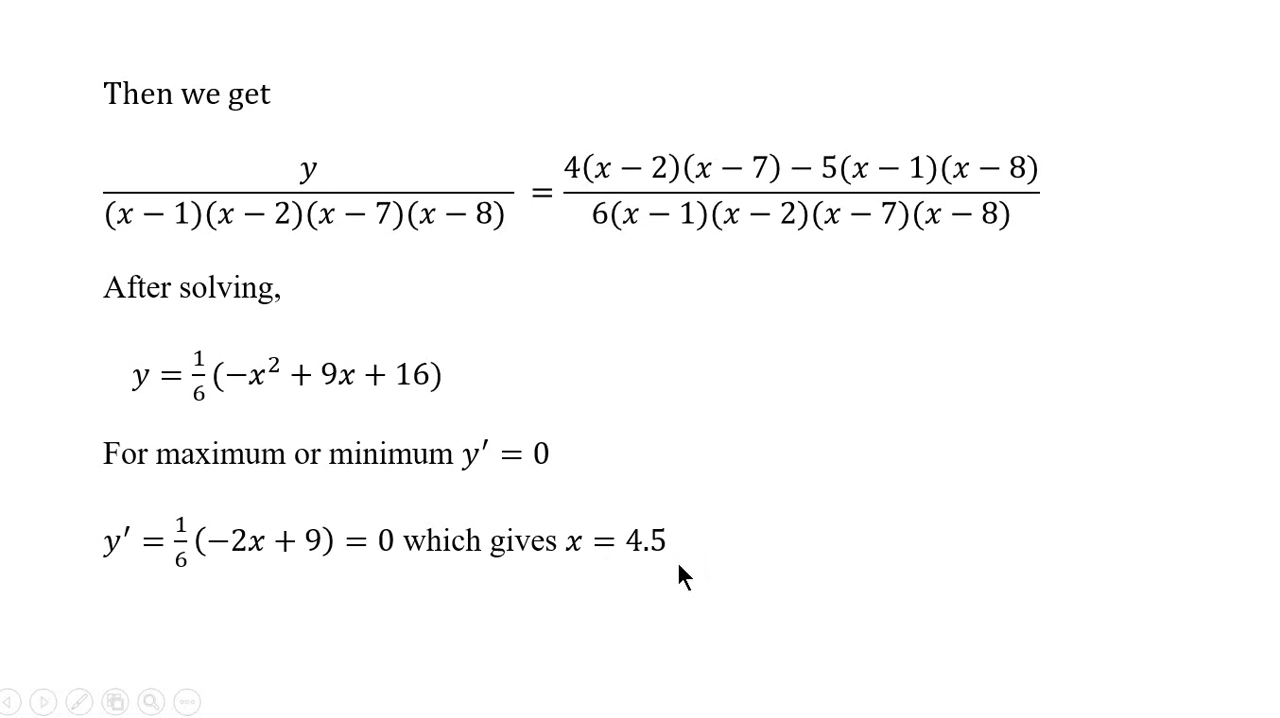 Then we get
y / (x − 1)(x − 2)(x − 7)(x − 8) = 4(x − 2)(x − 7) − 5(x − 1)(x − 8) / 6(x − 1)(x − 2)(x − 7)(x − 8)
After solving,
y = 1/6 (−x² + 9x + 16)
For maximum or minimum y′ = 0
y′ = 1/6 (−2x + 9) = 0 which gives x = 4.5